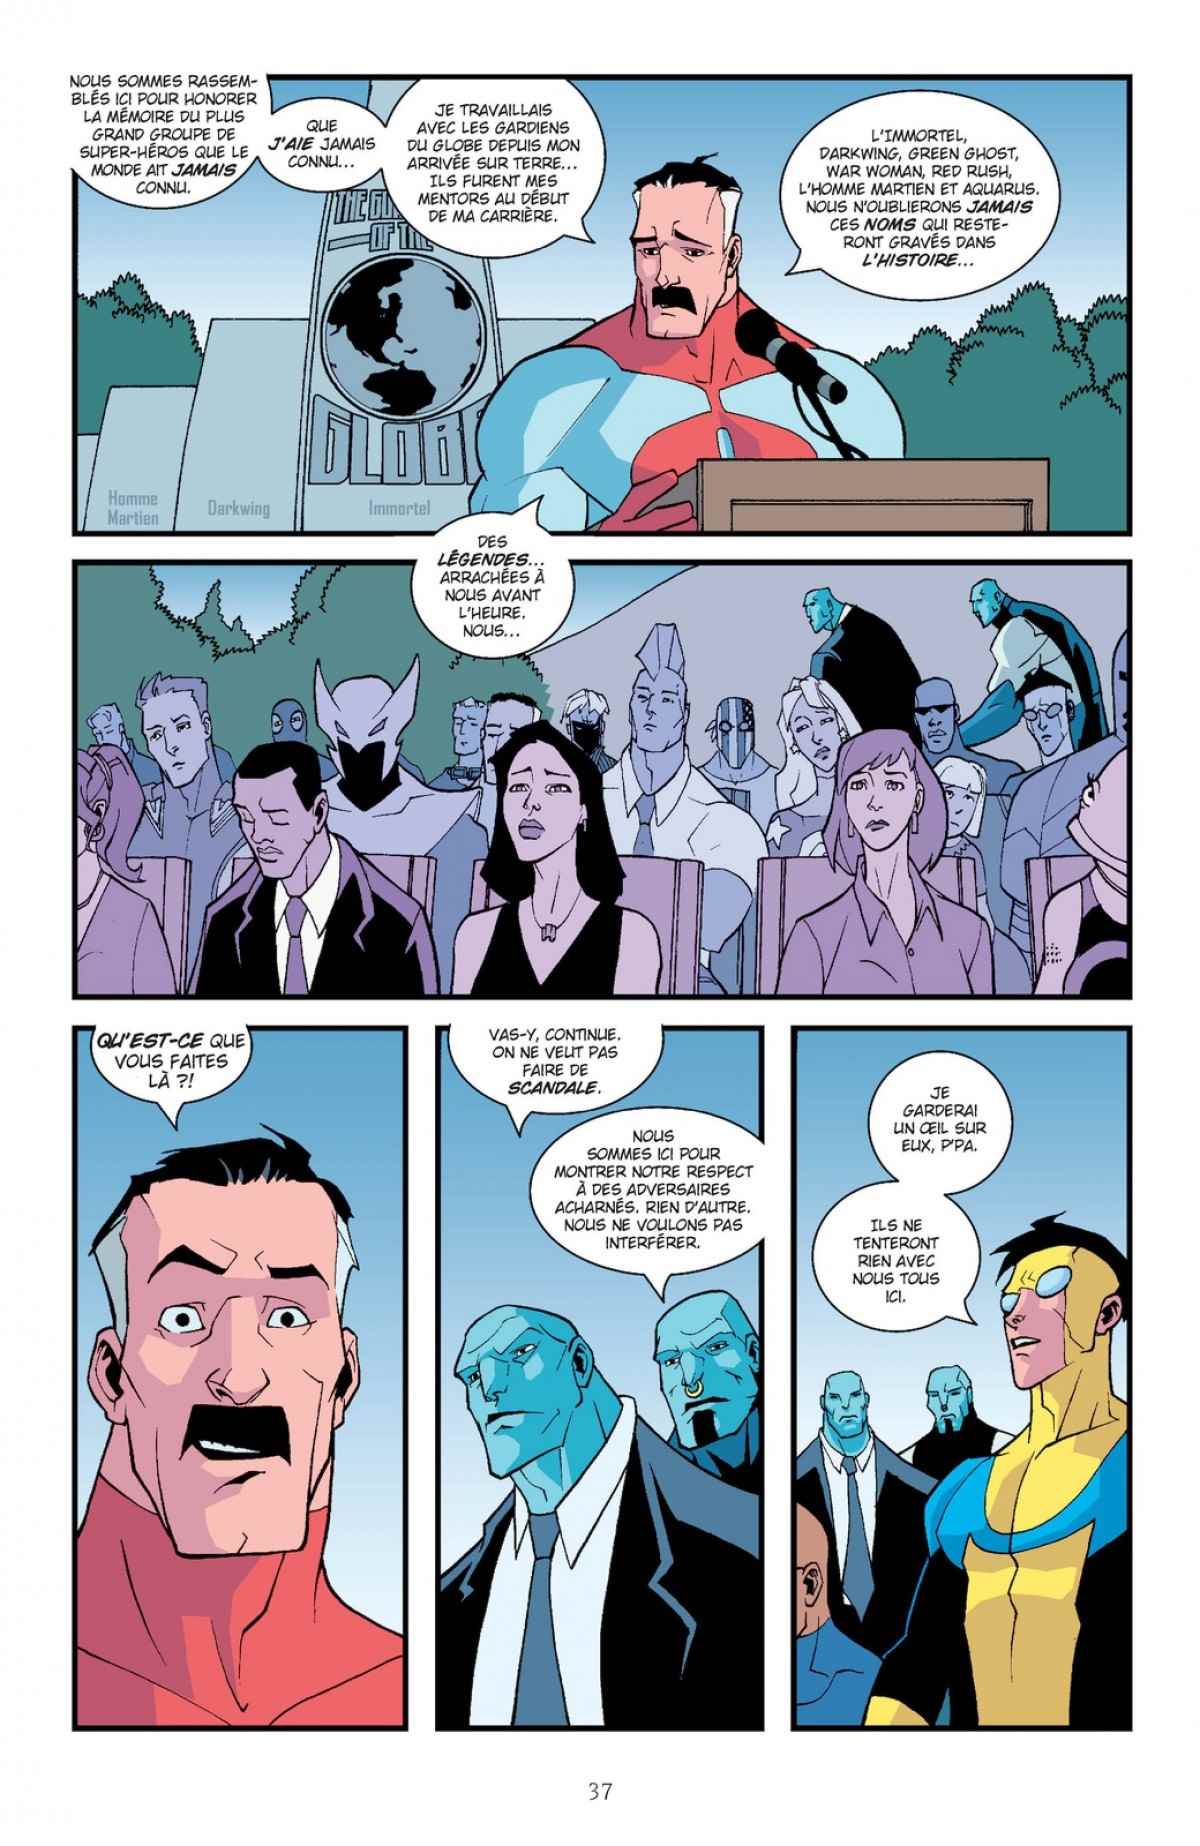 NOUS SOMMES RASSEM-
BLÉS ICI POUR HONORER
LA MÉMOIRE DU PLUS
GRAND GROUPE DE
SUPER-HÉROS QUE LE
MONDE AIT JAMAIS
CONNU.
QUE
J'AIE JAMAIS
CONNU...
JE TRAVAILLAIS
AVEC LES GARDIENS
DU GLOBE DEPUIS MON
ARRIVÉE SUR TERRE...
ILS FURENT MES
MENTORS AU DÉBUT
DE MA CARRIÈRE.
L'IMMORTEL,
DARKWING, GREEN GHOST,
WAR WOMAN, RED RUSH,
L'HOMME MARTIEN ET AQUARUS.
NOUS N'OUBLIERONS JAMAIS
CES NOMS QUI RESTE-
RONT GRAVÉS DANS
L'HISTOIRE...
THE
OF THE
GLOB
Homme
Martien
Darkwing
Immortel
DES
LÉGENDES...
ARRACHÉES À
NOUS AVANT
L'HEURE.
NOUS...
QU'EST-CE QUE
VOUS FAITES
LÀ ?!
VAS-Y, CONTINUE.
ON NE VEUT PAS
FAIRE DE
SCANDALE.
NOUS
SOMMES ICI POUR
MONTRER NOTRE RESPECT
À DES ADVERSAIRES
ACHARNÉS. RIEN D'AUTRE.
NOUS NE VOULONS PAS
INTERFÉRER.
JE
GARDERAI
UN ŒIL SUR
EUX, P'PA.
ILS NE
TENTERONT
RIEN AVEC
NOUS TOUS
ICI.
37